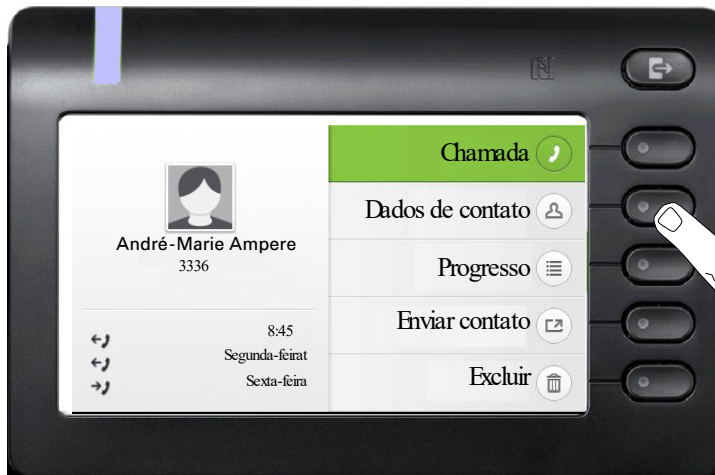 André-Marie Ampere
3336
8:45
Segunda-feirat
Sexta-feira
Chamada
Dados de contato
Progresso
Enviar contato
Excluir